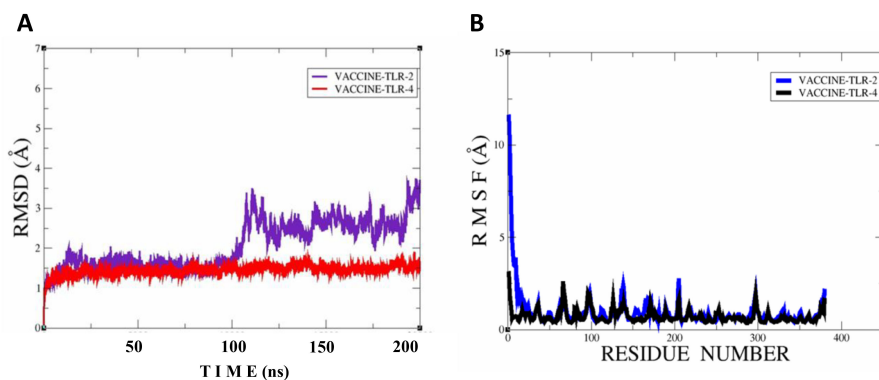 A
7
6
5
4
3
2
1
0
RMSD (Å)
VACCINE-TLR-2
VACCINE-TLR-4
50
100
150
200
T I M E (ns)
B
15
10
5
0
R M S F (Å)
VACCINE-TLR-2
VACCINE-TLR-4
0
100
200
300
400
RESIDUE NUMBER